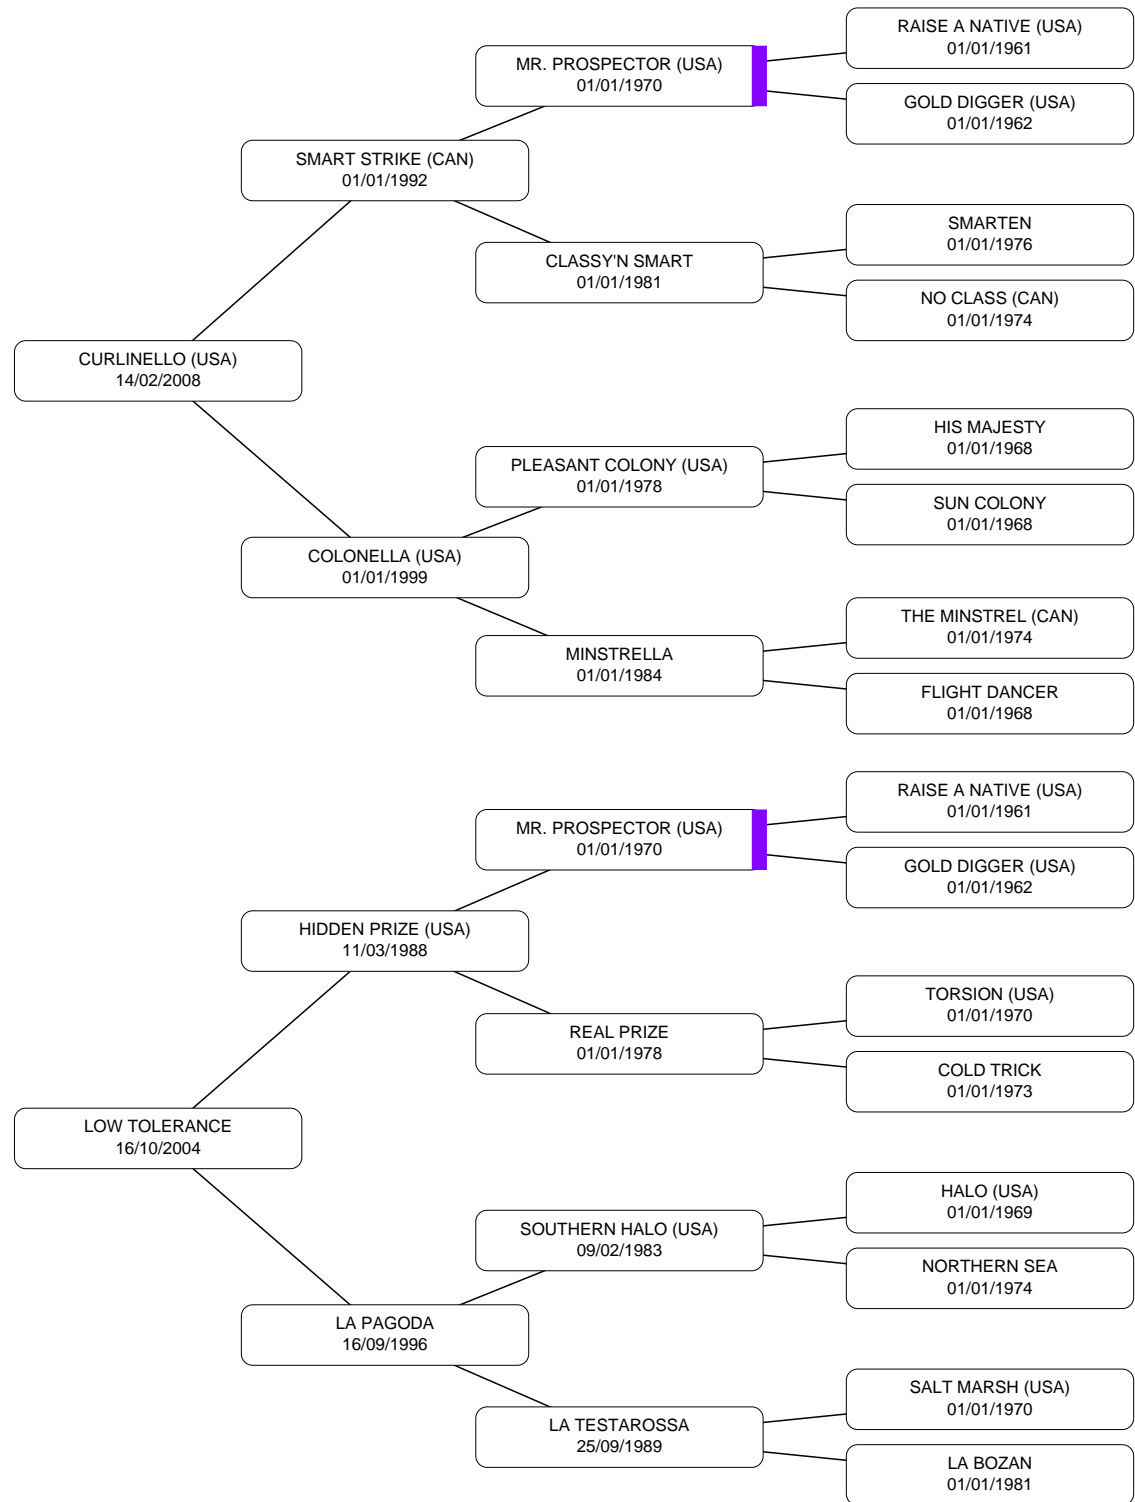 RAISE A NATIVE (USA)
01/01/1961
MR. PROSPECTOR (USA)
01/01/1970
GOLD DIGGER (USA)
01/01/1962
SMART STRIKE (CAN)
01/01/1992
SMARTEN
01/01/1976
CLASSY'N SMART
01/01/1981
NO CLASS (CAN)
01/01/1974
CURLINELLO (USA)
14/02/2008
HIS MAJESTY
01/01/1968
PLEASANT COLONY (USA)
01/01/1978
SUN COLONY
01/01/1968
COLONELLA (USA)
01/01/1999
THE MINSTREL (CAN)
01/01/1974
MINSTRELLA
01/01/1984
FLIGHT DANCER
01/01/1968
RAISE A NATIVE (USA)
01/01/1961
MR. PROSPECTOR (USA)
01/01/1970
GOLD DIGGER (USA)
01/01/1962
HIDDEN PRIZE (USA)
11/03/1988
TORSION (USA)
01/01/1970
REAL PRIZE
01/01/1978
COLD TRICK
01/01/1973
LOW TOLERANCE
16/10/2004
HALO (USA)
01/01/1969
SOUTHERN HALO (USA)
09/02/1983
NORTHERN SEA
01/01/1974
LA PAGODA
16/09/1996
SALT MARSH (USA)
01/01/1970
LA TESTAROSSA
25/09/1989
LA BOZAN
01/01/1981